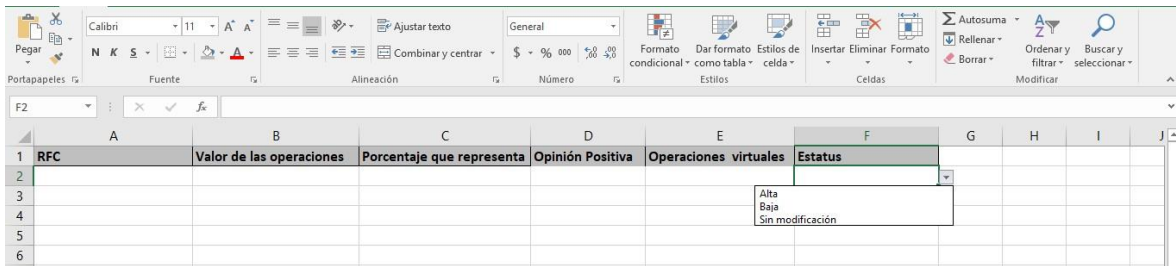 Calibri 11 A A Ajustar texto General Autosuma
Pegar N K S A Combinar y centrar $ % 000 Formato condicional Dar formato como tabla Estilos de celda Insertar Eliminar Formato Rellenar Borrar Ordenar y filtrar Buscar y seleccionar
Portapapeles Fuente Alineación Número Estilos Celdas Modificar
F2 fx
A B C D E F G H I J
1 RFC Valor de las operaciones Porcentaje que representa Opinión Positiva Operaciones virtuales Estatus
2
3 Alta
Baja
4 Sin modificación
5
6